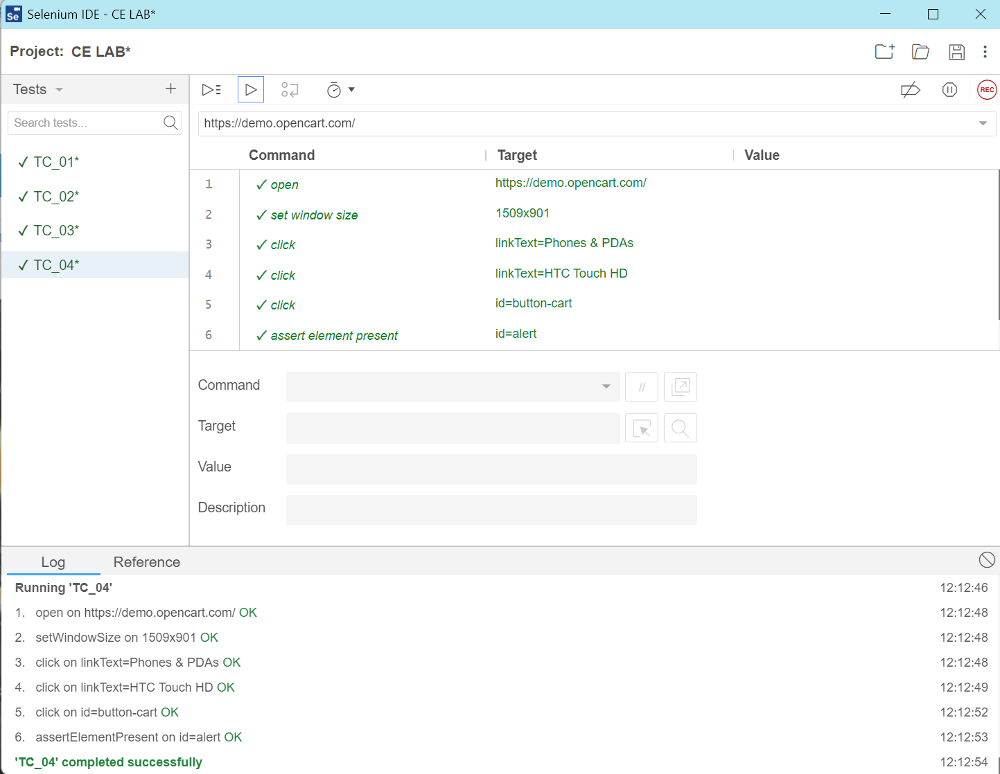 Se Selenium IDE - CE LAB*
Project: CE LAB*
Tests
REC
Search tests...
https://demo.opencart.com/
✓ TC_01*
✓ TC_02*
✓ TC_03*
✓ TC_04*
Command Target Value
1 ✓ open https://demo.opencart.com/
2 ✓ set window size 1509x901
3 ✓ click linkText=Phones & PDAs
4 ✓ click linkText=HTC Touch HD
5 ✓ click id=button-cart
6 ✓ assert element present id=alert
Command //
Target
Value
Description
Log Reference
Running 'TC_04' 12:12:46
1. open on https://demo.opencart.com/ OK 12:12:48
2. setWindowSize on 1509x901 OK 12:12:48
3. click on linkText=Phones & PDAs OK 12:12:48
4. click on linkText=HTC Touch HD OK 12:12:49
5. click on id=button-cart OK 12:12:52
6. assertElementPresent on id=alert OK 12:12:53
'TC_04' completed successfully 12:12:54